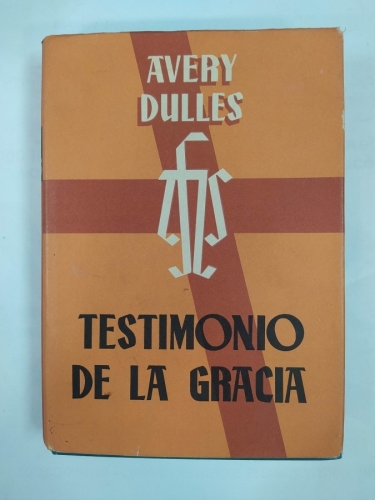 AVERY
DULLES
TESTIMONIO
DE LA GRACIA